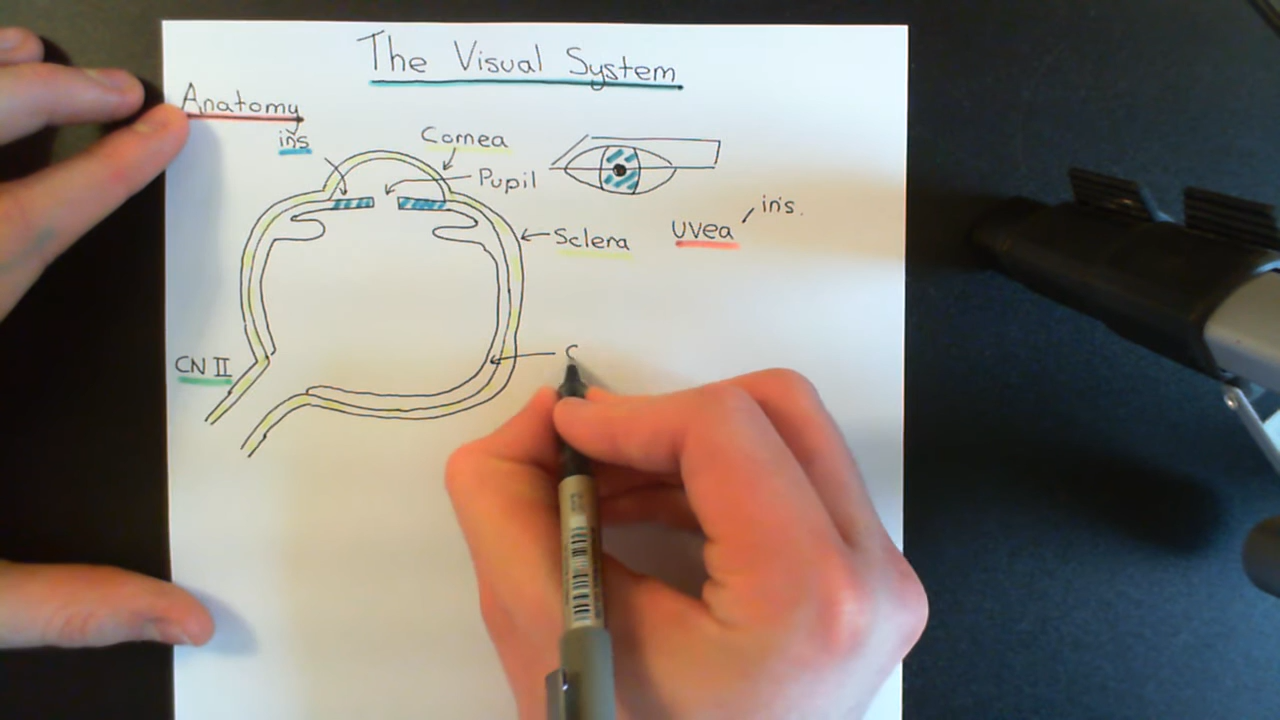 The Visual System
Anatomy
iris
Cornea
Pupil
iris.
Uvea
Sclera
CN II
C